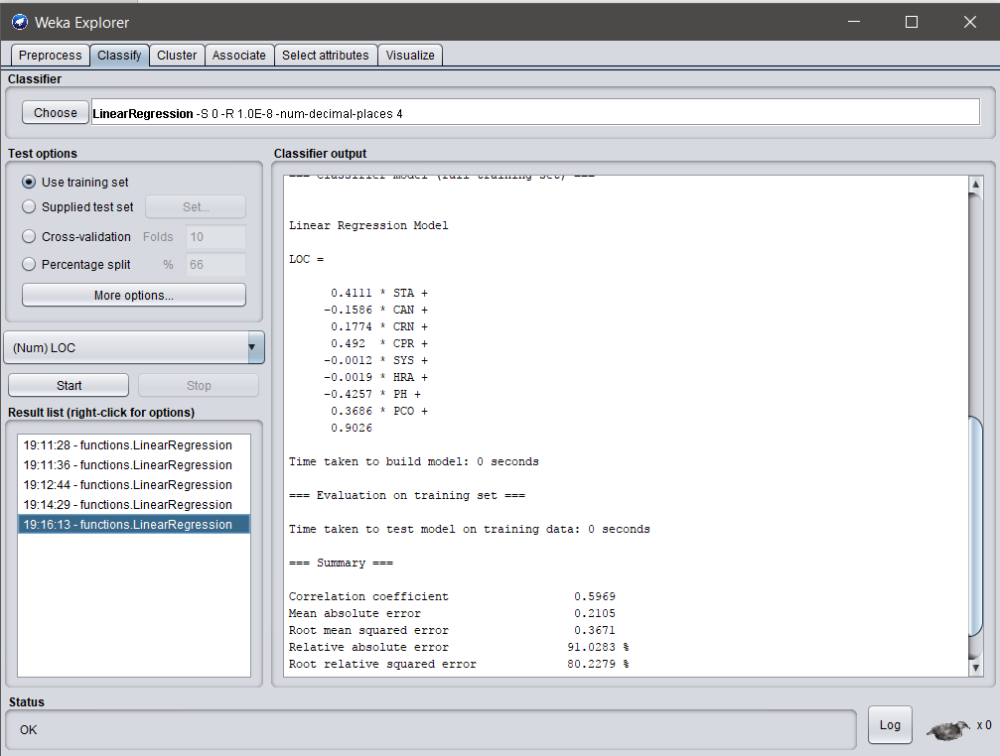 Weka Explorer
Preprocess Classify Cluster Associate Select attributes Visualize
Classifier
Choose LinearRegression -S 0 -R 1.0E-8 -num-decimal-places 4
Test options
Use training set
Supplied test set Set...
Cross-validation Folds 10
Percentage split % 66
More options...
(Num) LOC
Start Stop
Result list (right-click for options)
19:11:28 - functions.LinearRegression
19:11:36 - functions.LinearRegression
19:12:44 - functions.LinearRegression
19:14:29 - functions.LinearRegression
19:16:13 - functions.LinearRegression
Classifier output
=== Classifier model (full training set) ===
Linear Regression Model
LOC =
0.4111 * STA +
-0.1586 * CAN +
0.1774 * CRN +
0.492 * CPR +
-0.0012 * SYS +
-0.0019 * HRA +
-0.4257 * PH +
0.3686 * PCO +
0.9026
Time taken to build model: 0 seconds
=== Evaluation on training set ===
Time taken to test model on training data: 0 seconds
=== Summary ===
Correlation coefficient 0.5969
Mean absolute error 0.2105
Root mean squared error 0.3671
Relative absolute error 91.0283 %
Root relative squared error 80.2279 %
Status
OK
Log x 0